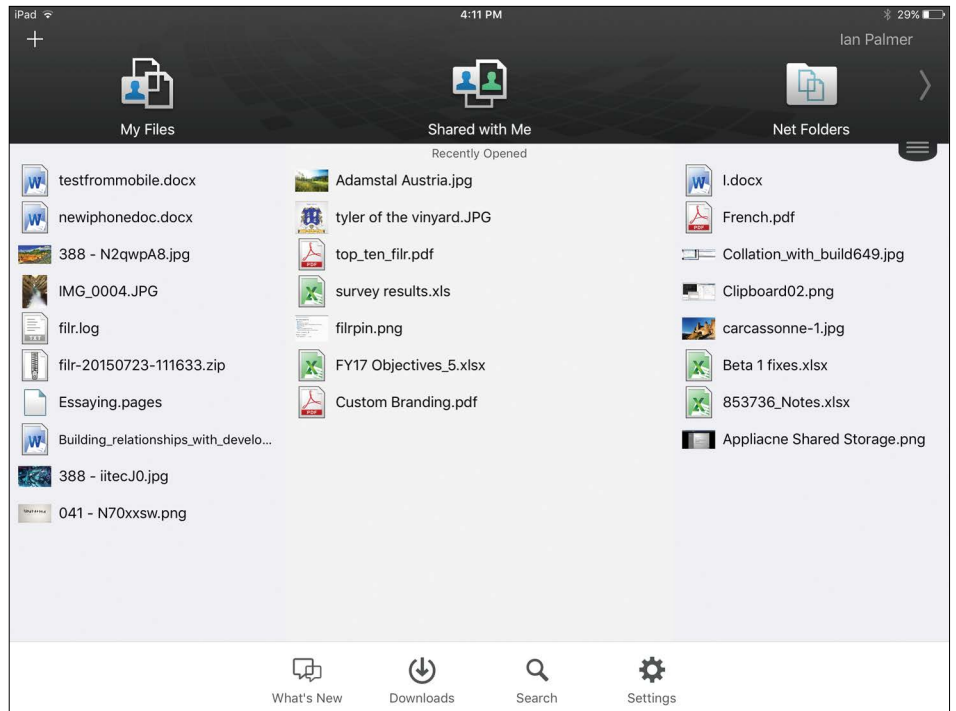 iPad 4:11 PM 29%
Ian Palmer
My Files Shared with Me Net Folders
Recently Opened
testfrommobile.docx
newiphonedoc.docx
388 - N2qwpA8.jpg
IMG_0004.JPG
filr.log
filr-20150723-111633.zip
Essaying.pages
Building_relationships_with_develo...
388 - iitecJ0.jpg
041 - N70xxsw.png
Adamstal Austria.jpg
tyler of the vinyard.JPG
top_ten_filr.pdf
survey results.xls
filrpin.png
FY17 Objectives_5.xlsx
Custom Branding.pdf
I.docx
French.pdf
Collation_with_build649.jpg
Clipboard02.png
carcassonne-1.jpg
Beta 1 fixes.xlsx
853736_Notes.xlsx
Appliacne Shared Storage.png
What's New Downloads Search Settings